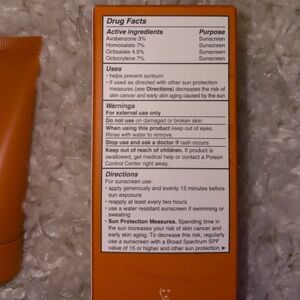 Drug Facts
Active ingredients Purpose
Avobenzone 3% Sunscreen
Homosalate 7% Sunscreen
Octisalate 4.5% Sunscreen
Octocrylene 7% Sunscreen
Uses
• helps prevent sunburn
• if used as directed with other sun protection
measures (see Directions) decreases the risk of
skin cancer and early skin aging caused by the sun
Warnings
For external use only
Do not use on damaged or broken skin
When using this product keep out of eyes.
Rinse with water to remove.
Stop use and ask a doctor if rash occurs
Keep out of reach of children. If product is
swallowed, get medical help or contact a Poison
Control Center right away.
Directions
For sunscreen use:
• apply generously and evenly 15 minutes before
sun exposure
• reapply at least every two hours
• use a water resistant sunscreen if swimming or
sweating
• Sun Protection Measures. Spending time in
the sun increases your risk of skin cancer and
early skin aging. To decrease this risk, regularly
use a sunscreen with a Broad Spectrum SPF
value of 15 or higher and other sun protection ▶